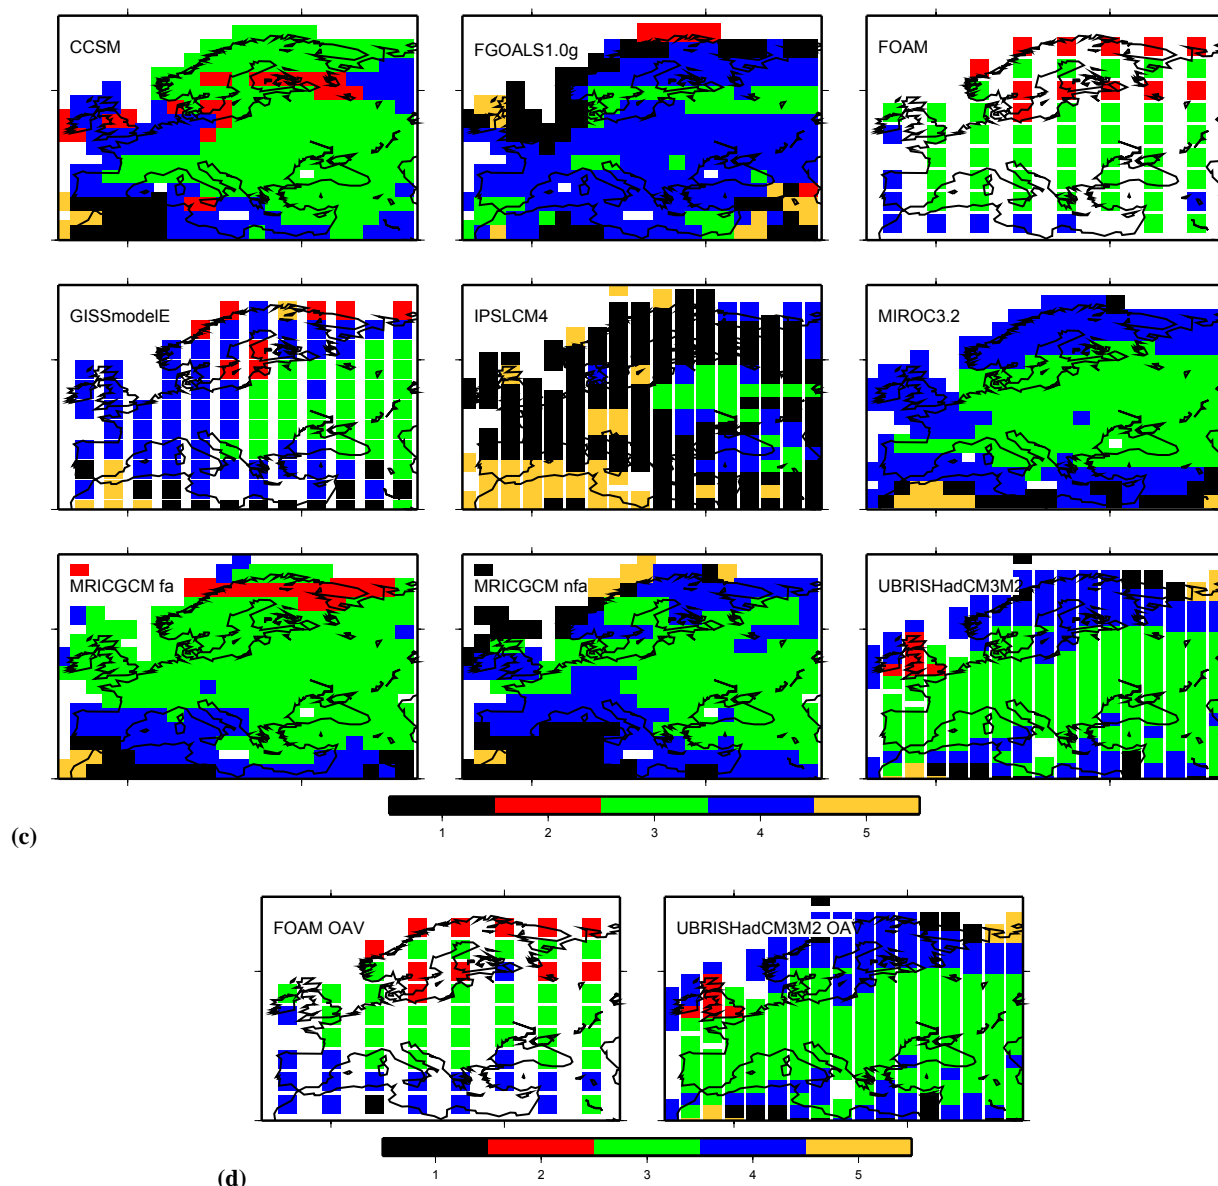 CCSM
FGOALS1.0g
FOAM
GISSmodelE
IPSLCM4
MIROC3.2
MRICGCM fa
MRICGCM nfa
UBRISHadCM3M2
1 2 3 4 5
(c)
FOAM OAV
UBRISHadCM3M2 OAV
1 2 3 4 5
(d)